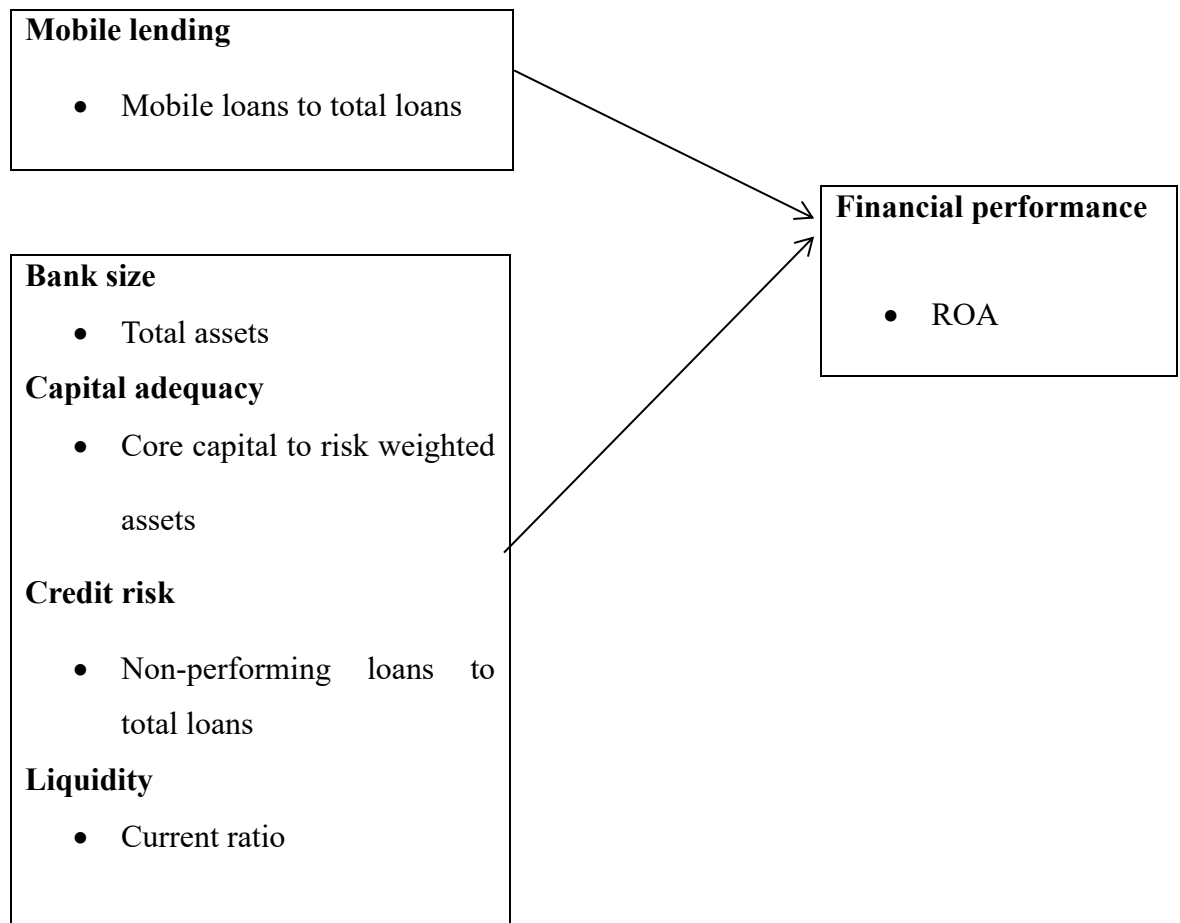 Mobile lending
• Mobile loans to total loans
Financial performance
• ROA
Bank size
• Total assets
Capital adequacy
• Core capital to risk weighted
assets
Credit risk
• Non-performing loans to
total loans
Liquidity
• Current ratio